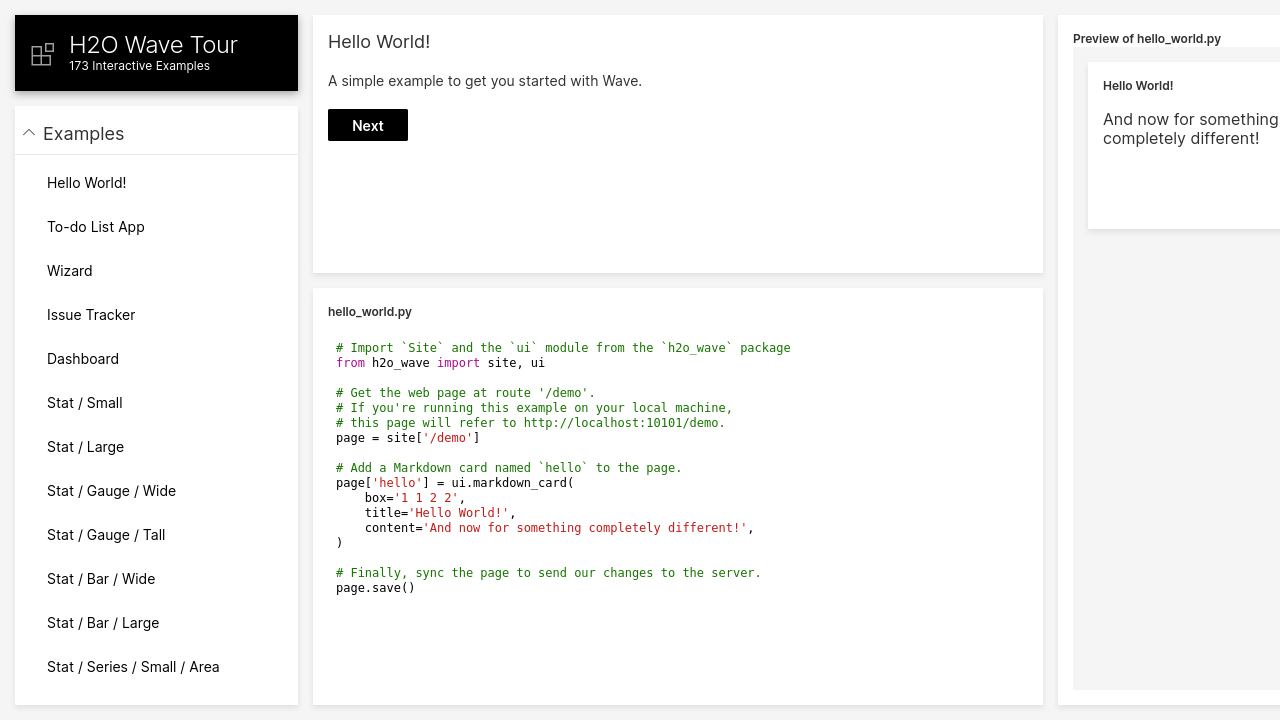 H2O Wave Tour
173 Interactive Examples
Examples
Hello World!
To-do List App
Wizard
Issue Tracker
Dashboard
Stat / Small
Stat / Large
Stat / Gauge / Wide
Stat / Gauge / Tall
Stat / Bar / Wide
Stat / Bar / Large
Stat / Series / Small / Area
Hello World!
A simple example to get you started with Wave.
Next
hello_world.py
# Import `Site` and the `ui` module from the `h2o_wave` package
from h2o_wave import site, ui
# Get the web page at route '/demo'.
# If you're running this example on your local machine,
# this page will refer to http://localhost:10101/demo.
page = site['/demo']
# Add a Markdown card named `hello` to the page.
page['hello'] = ui.markdown_card(
    box='1 1 2 2',
    title='Hello World!',
    content='And now for something completely different!',
)
# Finally, sync the page to send our changes to the server.
page.save()
Preview of hello_world.py
Hello World!
And now for something
completely different!